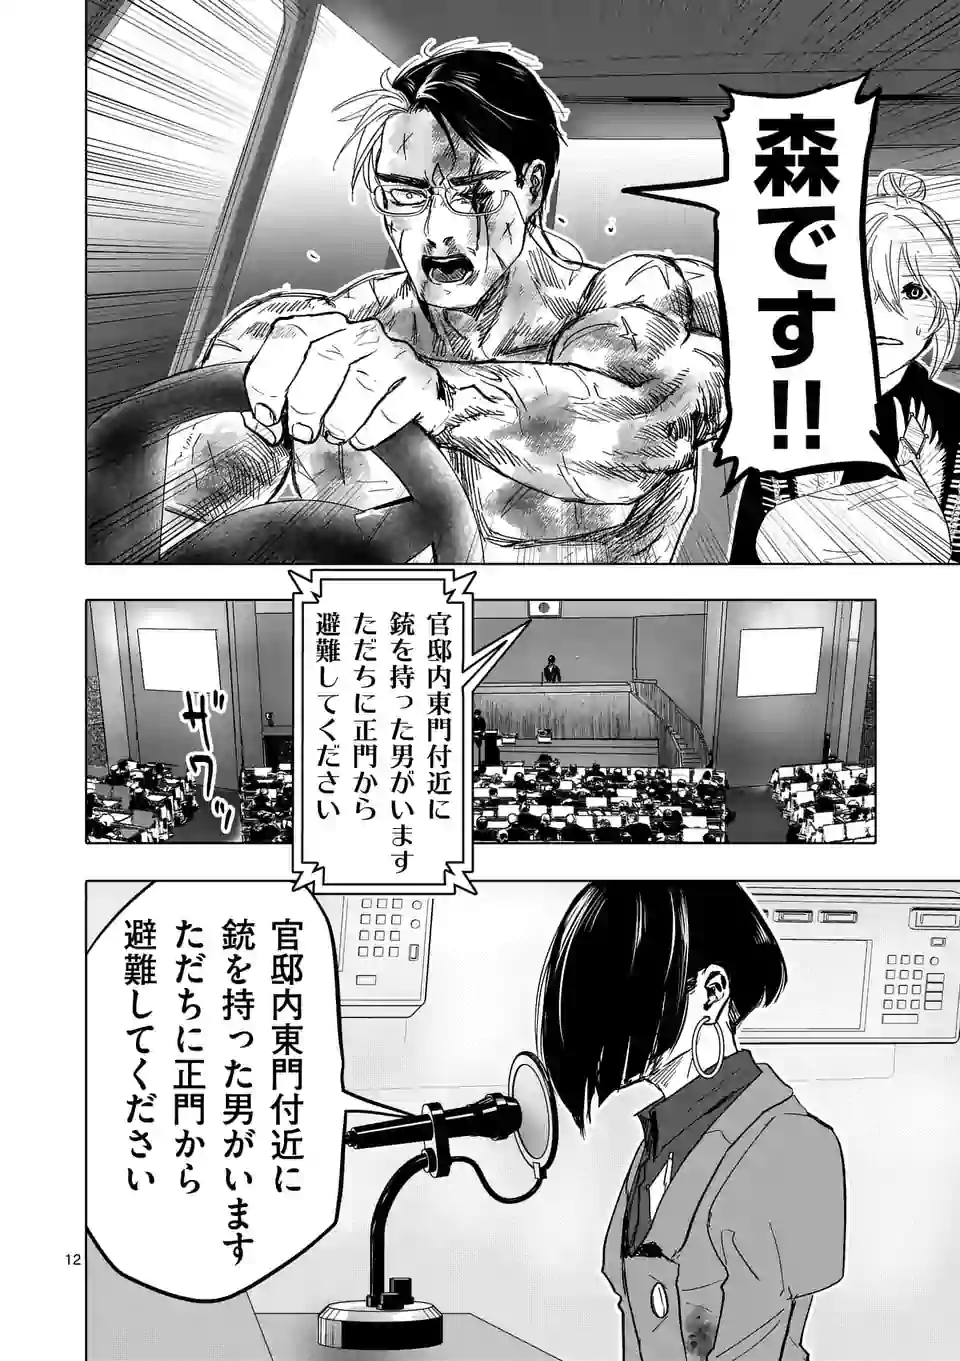 森です!!
官邸内東門付近に
銃を持った男がいます
ただちに正門から
避難してください
ザワッ
官邸内東門付近に
銃を持った男がいます
ただちに正門から
避難してください
12